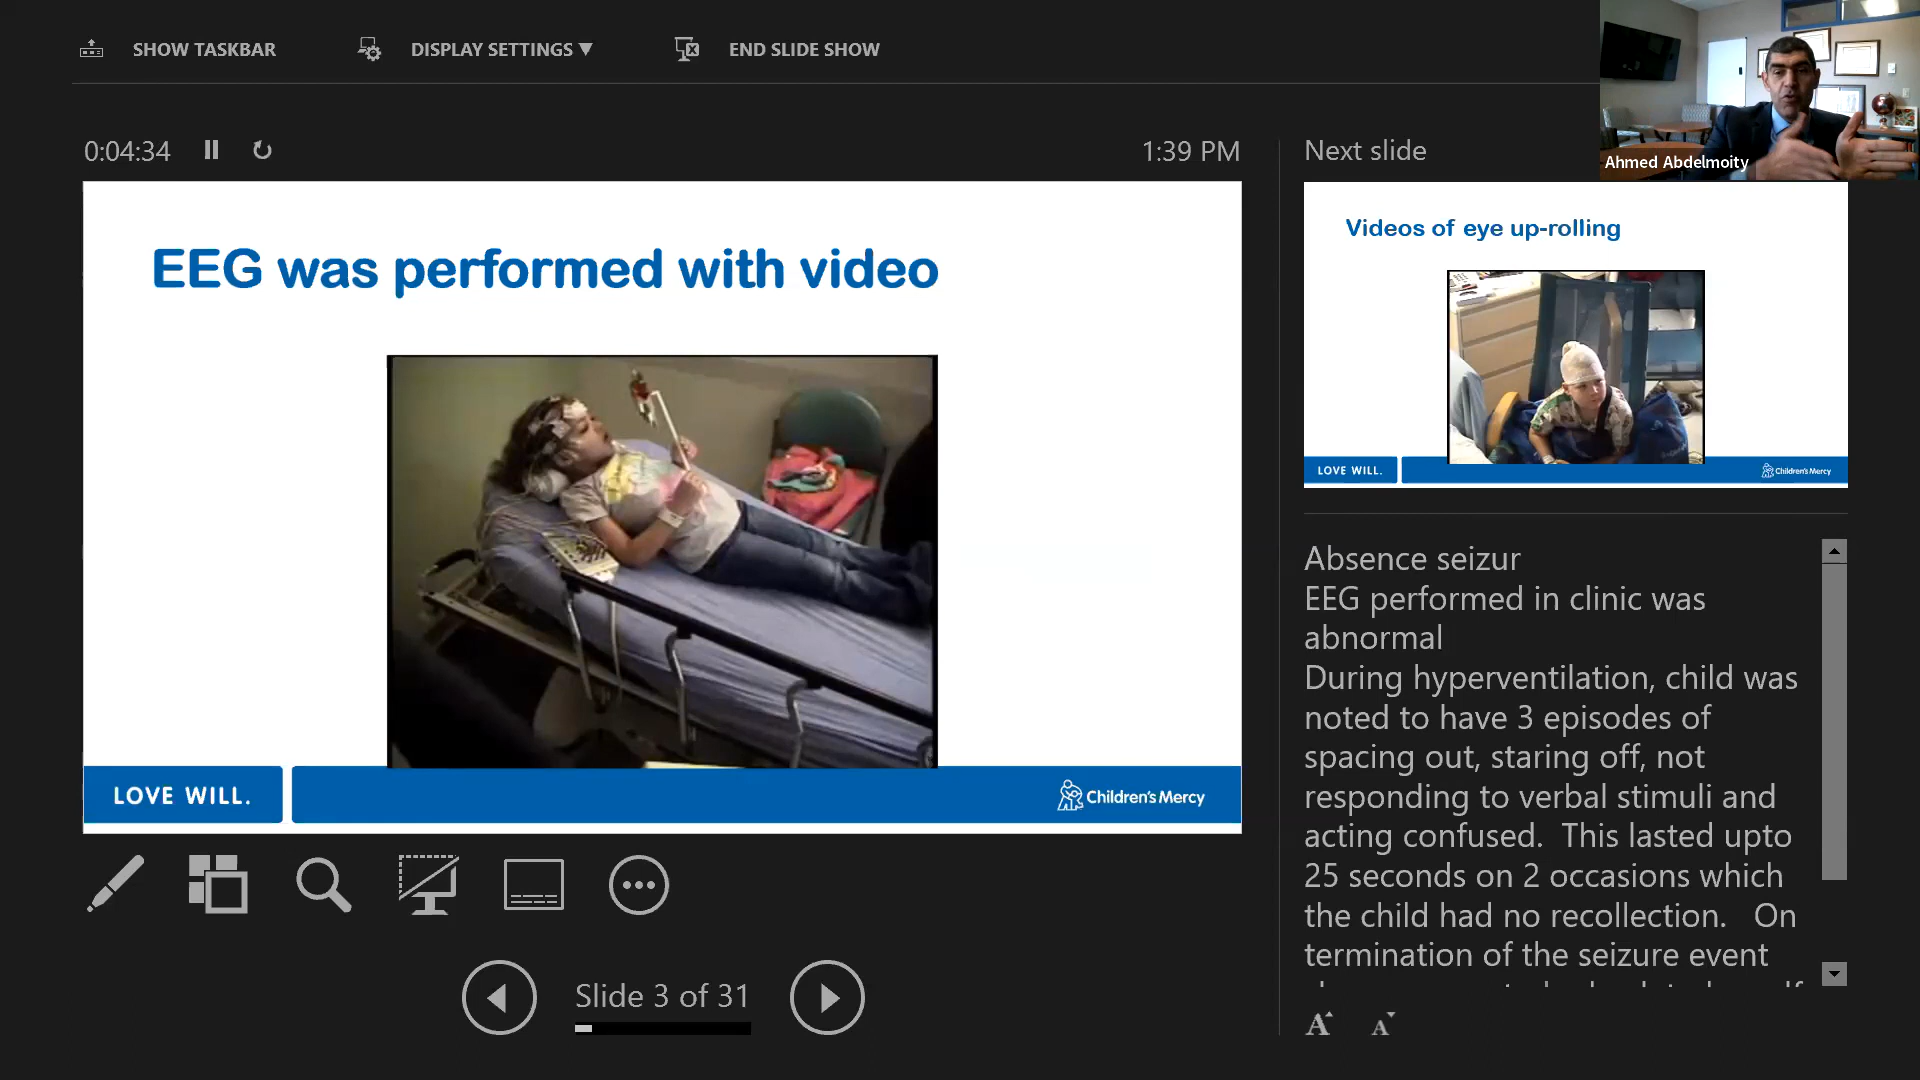 SHOW TASKBAR
DISPLAY SETTINGS ▼
END SLIDE SHOW
Ahmed Abdelmoity
0:04:34
1:39 PM
Next slide
EEG was performed with video
LOVE WILL.
Children's Mercy
Videos of eye up-rolling
LOVE WILL.
Children's Mercy
Absence seizur
EEG performed in clinic was
abnormal
During hyperventilation, child was
noted to have 3 episodes of
spacing out, staring off, not
responding to verbal stimuli and
acting confused.  This lasted upto
25 seconds on 2 occasions which
the child had no recollection.   On
termination of the seizure event
Slide 3 of 31
A A